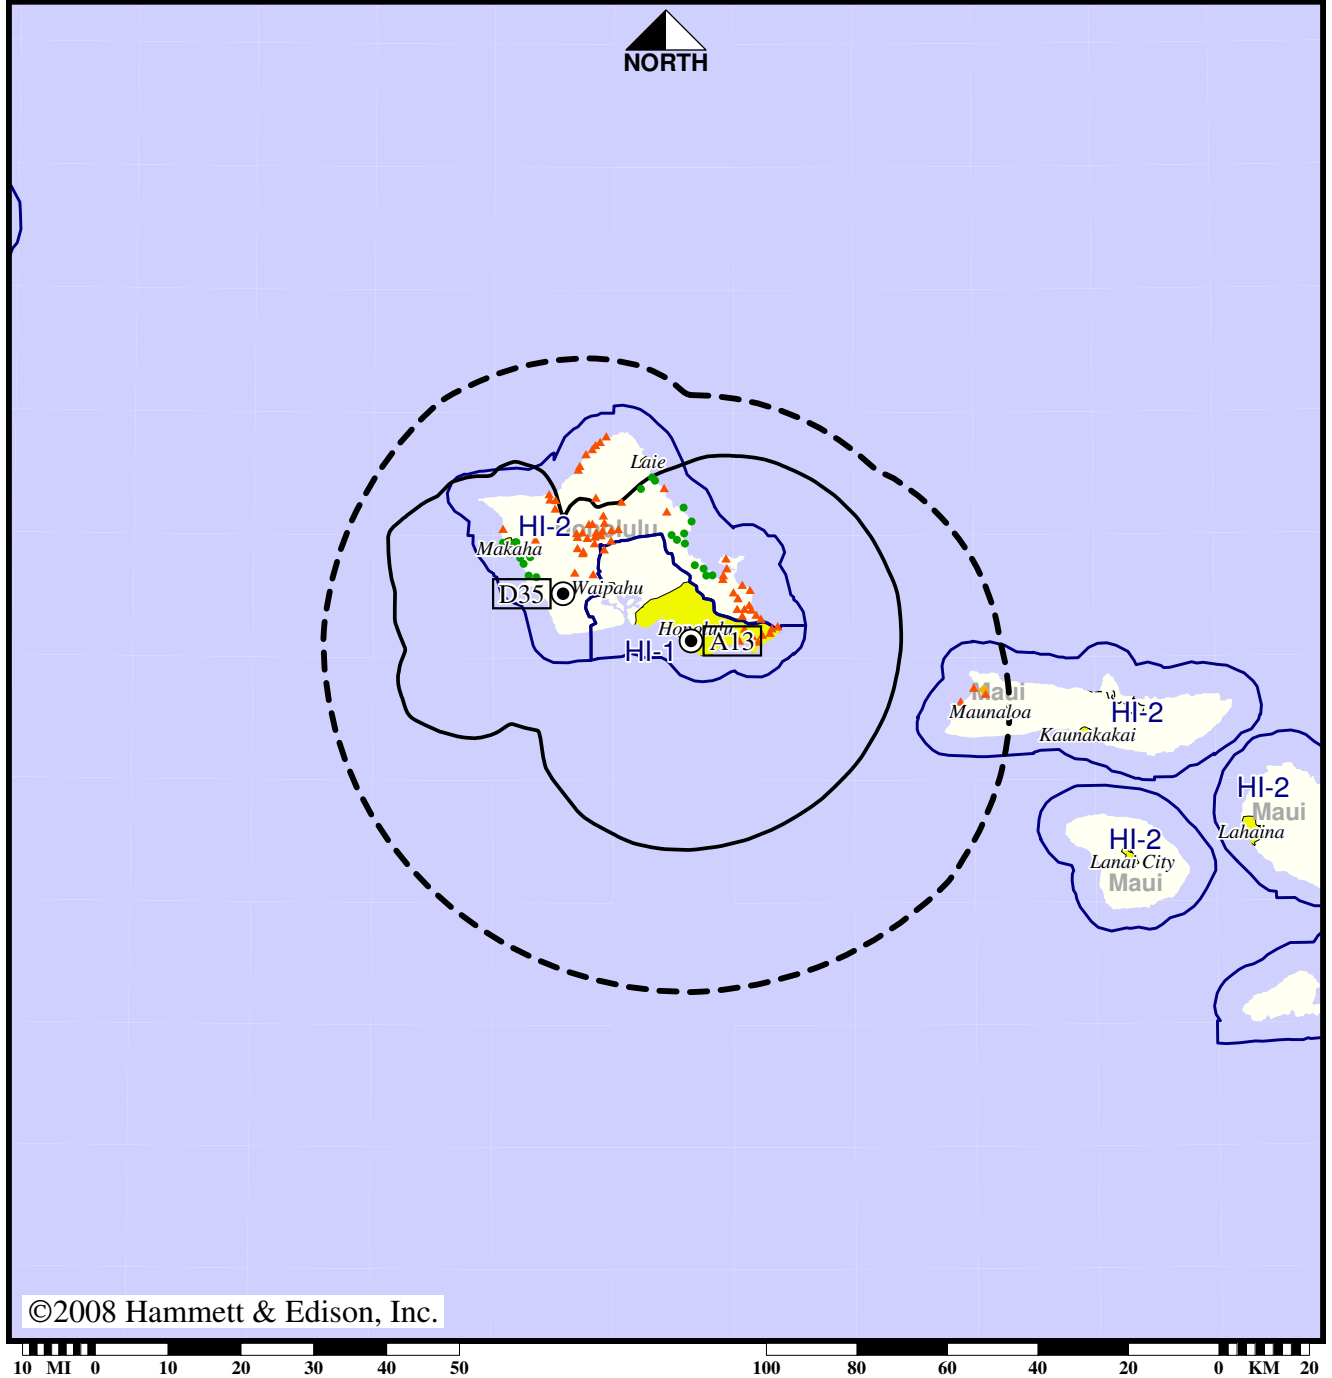 NORTH
Laie
HI-2
Honolulu
Makaha
D35
Waipahu
Honolulu
HI-1
A13
Maui
Maunaloa
HI-2
Kaunakakai
HI-2
Maui
Lahaina
HI-2
Lanai City
Maui
©2008 Hammett & Edison, Inc.
10 MI 0 10 20 30 40 50 100 80 60 40 20 0 KM 20